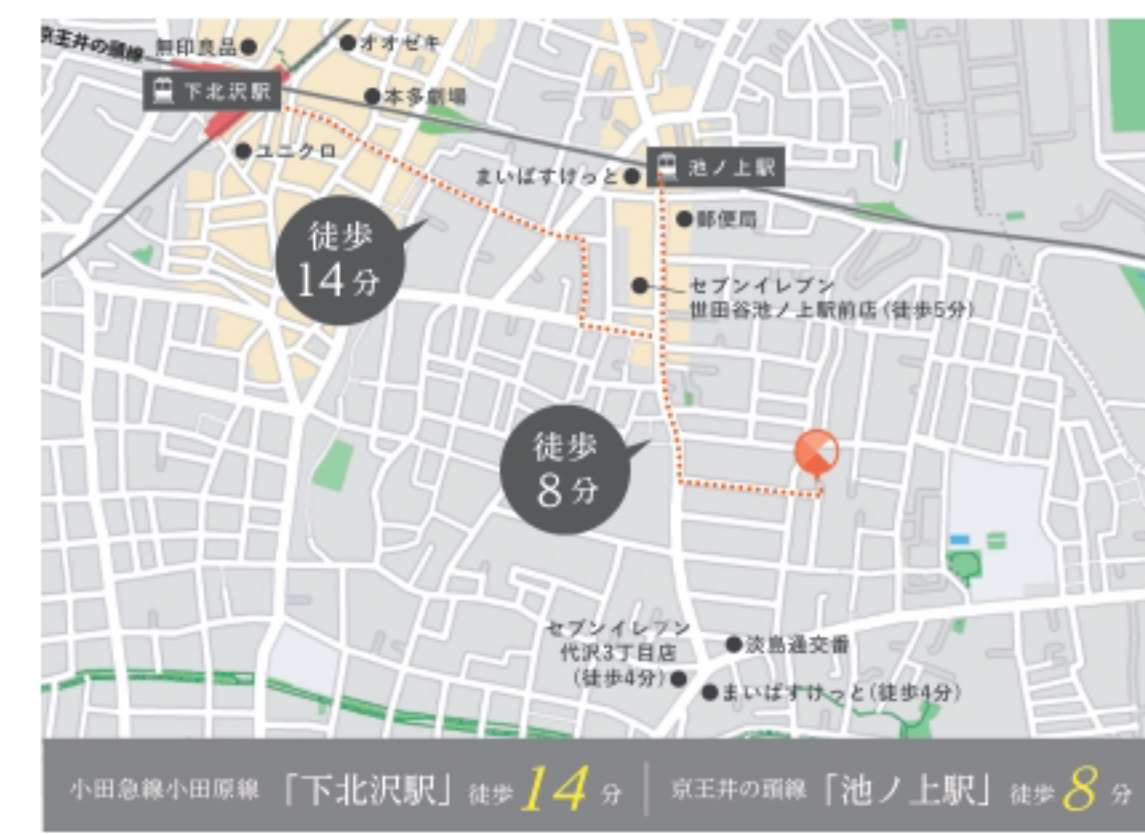 京王井の頭線
無印良品
オオゼキ
下北沢駅
本多劇場
ユニクロ
まいばすけっと
池ノ上駅
郵便局
徒歩
14分
セブンイレブン
世田谷池ノ上駅前店(徒歩5分)
徒歩
8分
セブンイレブン
代沢3丁目店
(徒歩4分)
淡島通交番
まいばすけっと(徒歩4分)
小田急線小田原線「下北沢駅」徒歩14分
京王井の頭線「池ノ上駅」徒歩8分